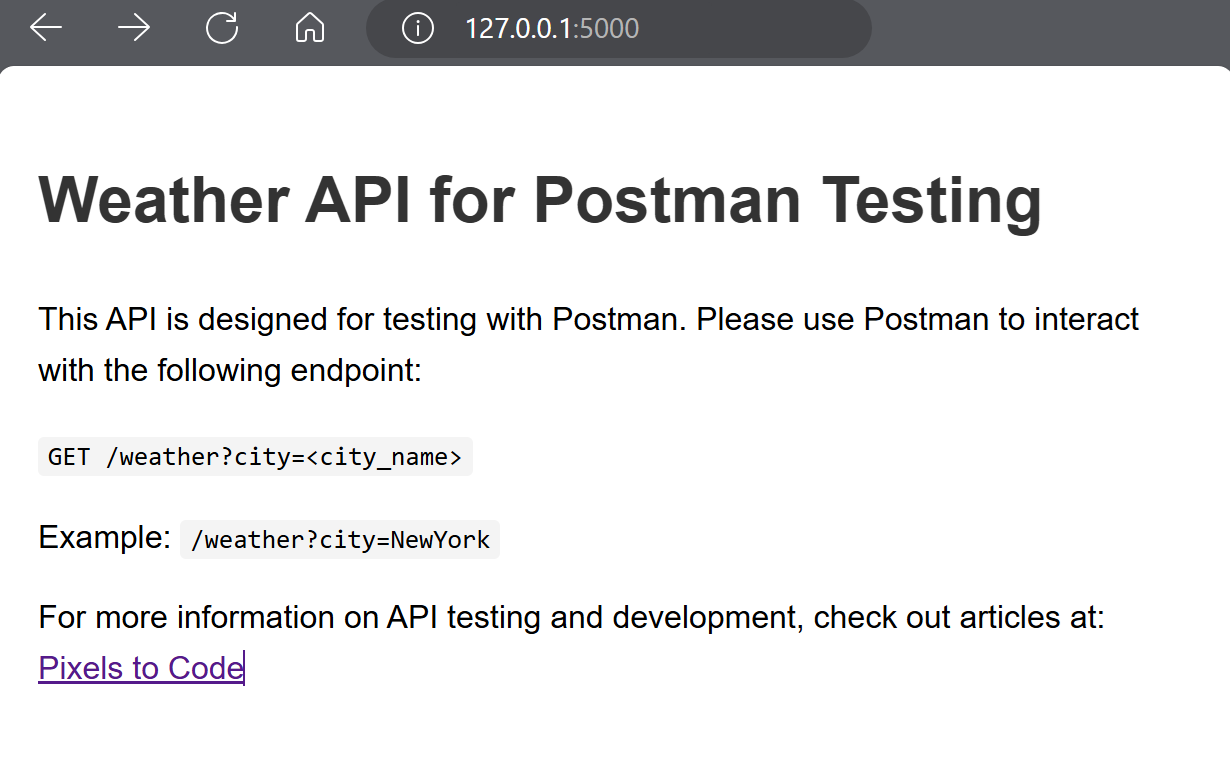 127.0.0.1:5000
Weather API for Postman Testing
This API is designed for testing with Postman. Please use Postman to interact
with the following endpoint:
GET /weather?city=<city_name>
Example: /weather?city=NewYork
For more information on API testing and development, check out articles at:
Pixels to Code